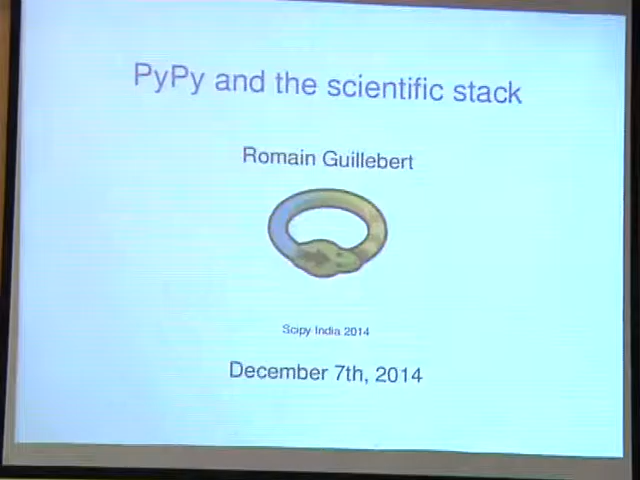 PyPy and the scientific stack
Romain Guillebert
Scipy India 2014
December 7th, 2014